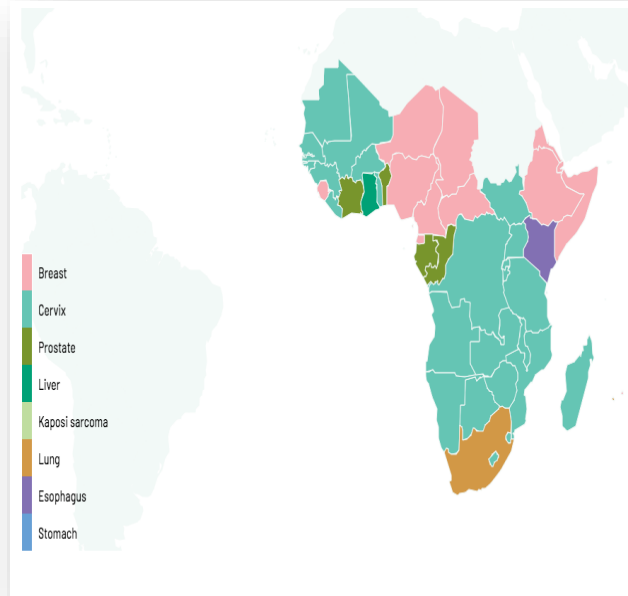 Breast
Cervix
Prostate
Liver
Kaposi sarcoma
Lung
Esophagus
Stomach